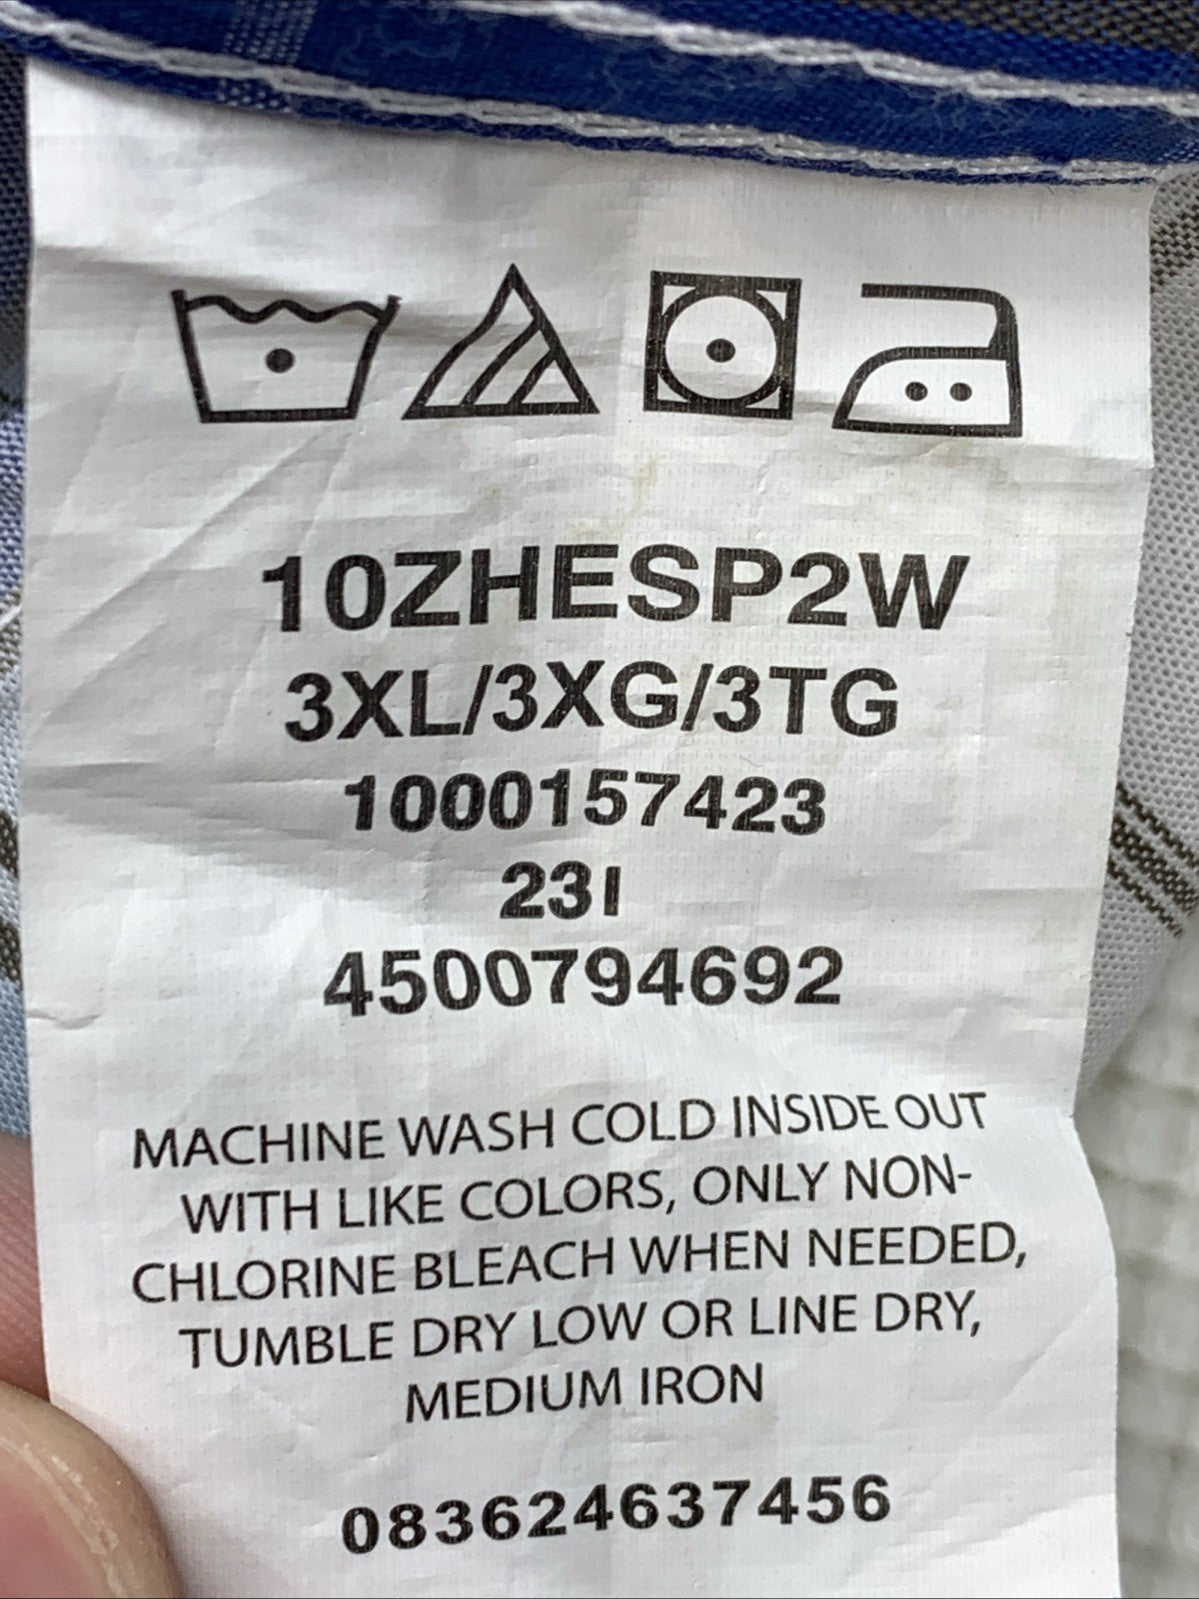 10ZHESP2W
3XL/3XG/3TG
1000157423
23I
4500794692
MACHINE WASH COLD INSIDE OUT
WITH LIKE COLORS, ONLY NON-
CHLORINE BLEACH WHEN NEEDED,
TUMBLE DRY LOW OR LINE DRY,
MEDIUM IRON
083624637456